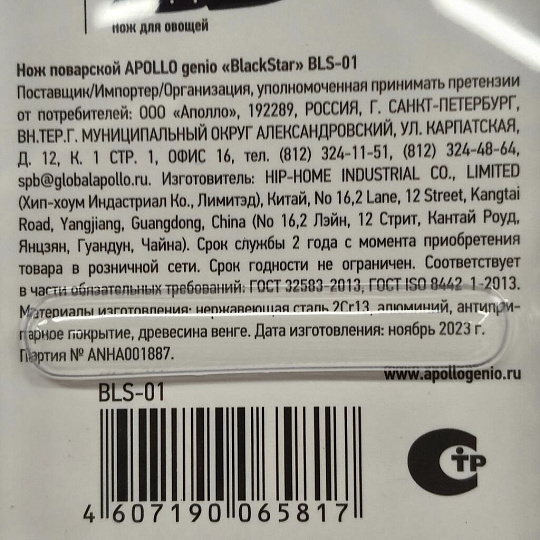 Нож для овощей
Нож поварской APOLLO genio «BlackStar» BLS-01
Поставщик/Импортер/Организация, уполномоченная принимать претензии
от потребителей: ООО «Аполло», 192289, РОССИЯ, Г. САНКТ-ПЕТЕРБУРГ,
ВН.ТЕР.Г. МУНИЦИПАЛЬНЫЙ ОКРУГ АЛЕКСАНДРОВСКИЙ, УЛ. КАРПАТСКАЯ,
Д. 12, К. 1 СТР. 1, ОФИС 16, тел. (812) 324-11-51, (812) 324-48-64,
spb@globalapollo.ru. Изготовитель: HIP-HOME INDUSTRIAL CO., LIMITED
(Хип-хоум Индастриал Ко., Лимитэд), Китай, No 16,2 Lane, 12 Street, Kangtai
Road, Yangjiang, Guangdong, China (No 16,2 Лэйн, 12 Стрит, Кантай Роуд,
Янцзян, Гуандун, Чайна). Срок службы 2 года с момента приобретения
товара в розничной сети. Срок годности не ограничен. Соответствует
в части обязательных требований: ГОСТ 32583-2013, ГОСТ ISO 8442-1-2013.
Материалы изготовления: нержавеющая сталь 2Cr13, алюминий, антипри-
гарное покрытие, древесина венге. Дата изготовления: ноябрь 2023 г.
Партия № ANHA001887.
www.apollogenio.ru
BLS-01
СТР
4 607190 065817